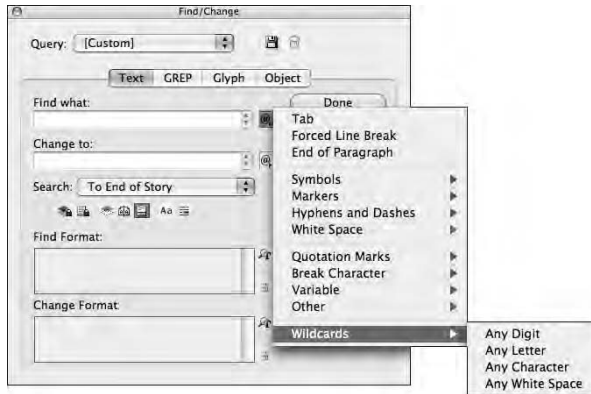 Find/Change
Query: [Custom]
Text GREP Glyph Object
Find what:
Done
Tab
Forced Line Break
End of Paragraph
Change to:
Symbols
Markers
Hyphens and Dashes
White Space
Search: To End of Story
Aa
Find Format:
Quotation Marks
Break Character
Variable
Other
Change Format
Wildcards
Any Digit
Any Letter
Any Character
Any White Space